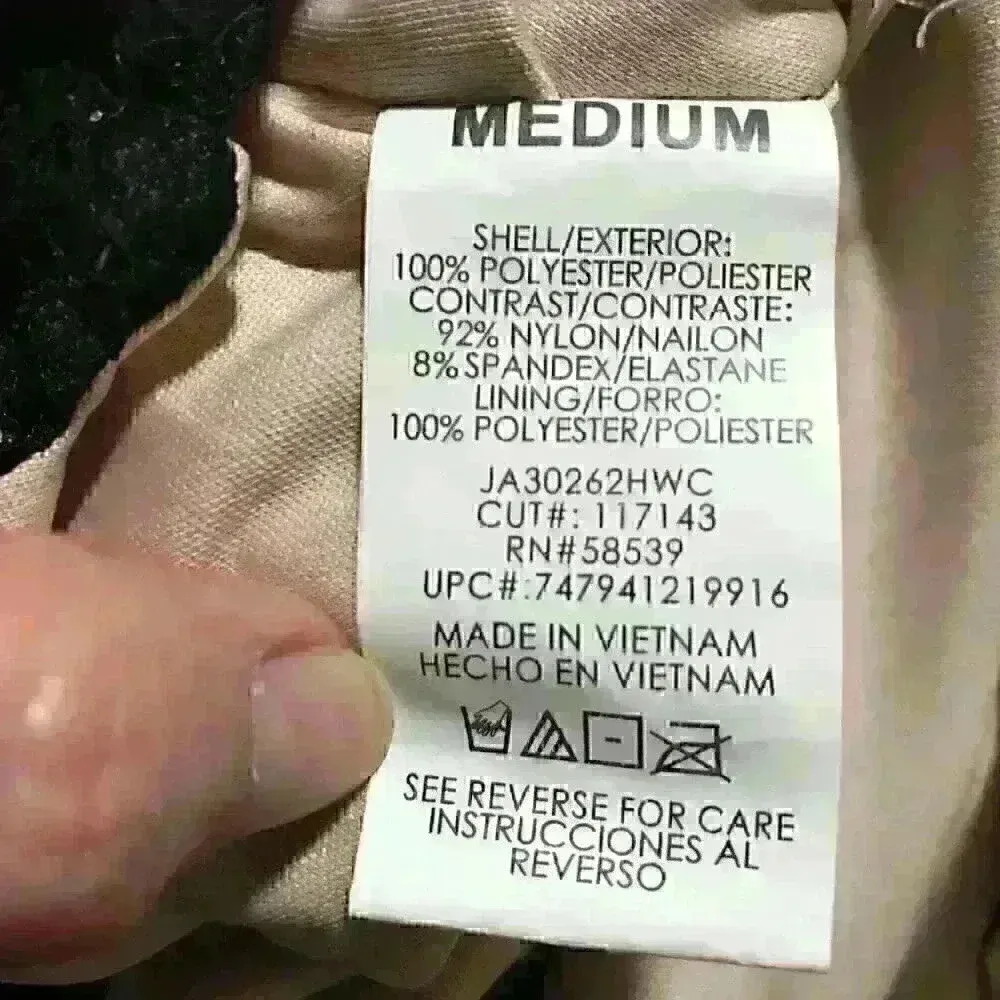 MEDIUM
SHELL/EXTERIOR:
100% POLYESTER/POLIESTER
CONTRAST/CONTRASTE:
92% NYLON/NAILON
8% SPANDEX/ELASTANE
LINING/FORRO:
100% POLYESTER/POLIESTER
JA30262HWC
CUT#: 117143
RN#58539
UPC#:747941219916
MADE IN VIETNAM
HECHO EN VIETNAM
SEE REVERSE FOR CARE
INSTRUCCIONES AL
REVERSO